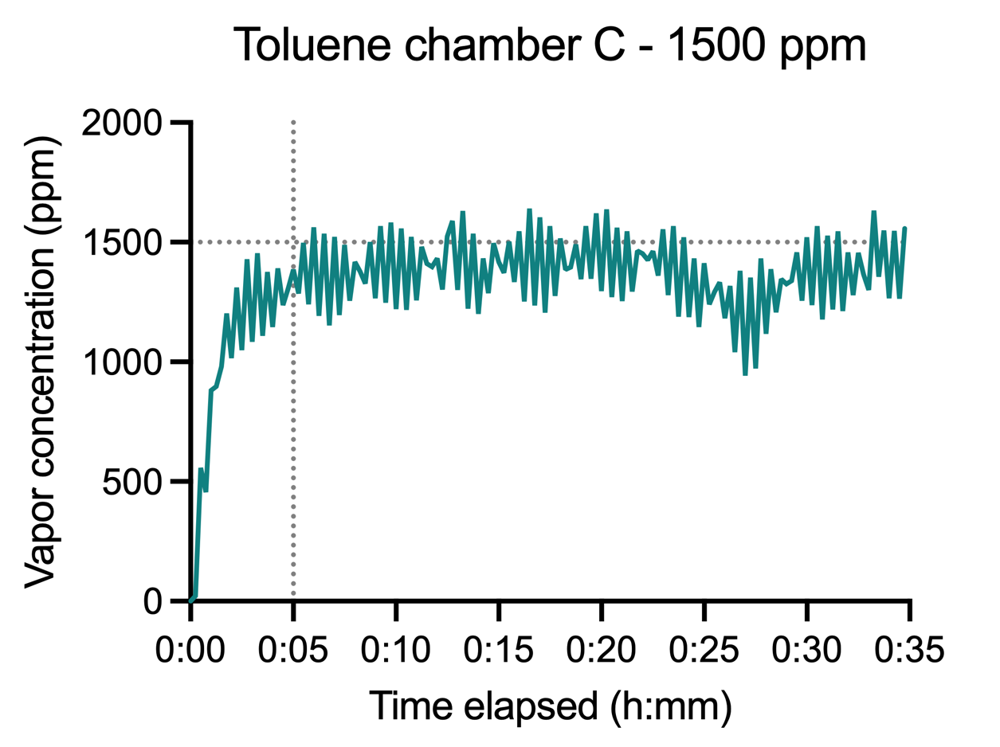 Toluene chamber C - 1500 ppm
Vapor concentration (ppm)
2000
1500
1000
500
0
0:00 0:05 0:10 0:15 0:20 0:25 0:30 0:35
Time elapsed (h:mm)